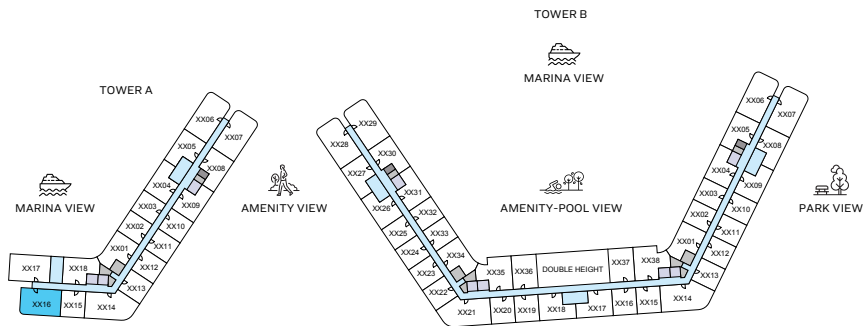 TOWER B
MARINA VIEW
TOWER A
MARINA VIEW
AMENITY VIEW
AMENITY-POOL VIEW
PARK VIEW
XX06
XX07
XX05
XX08
XX04
XX09
XX03
XX10
XX02
XX11
XX01
XX12
XX13
XX17
XX18
XX16
XX15
XX14
XX29
XX28
XX30
XX27
XX31
XX26
XX32
XX25
XX33
XX24
XX34
XX23
XX22
XX35
XX36
DOUBLE HEIGHT
XX37
XX38
XX21
XX20
XX19
XX18
XX17
XX16
XX15
XX14
XX06
XX07
XX05
XX08
XX04
XX09
XX03
XX10
XX02
XX11
XX01
XX12
XX13